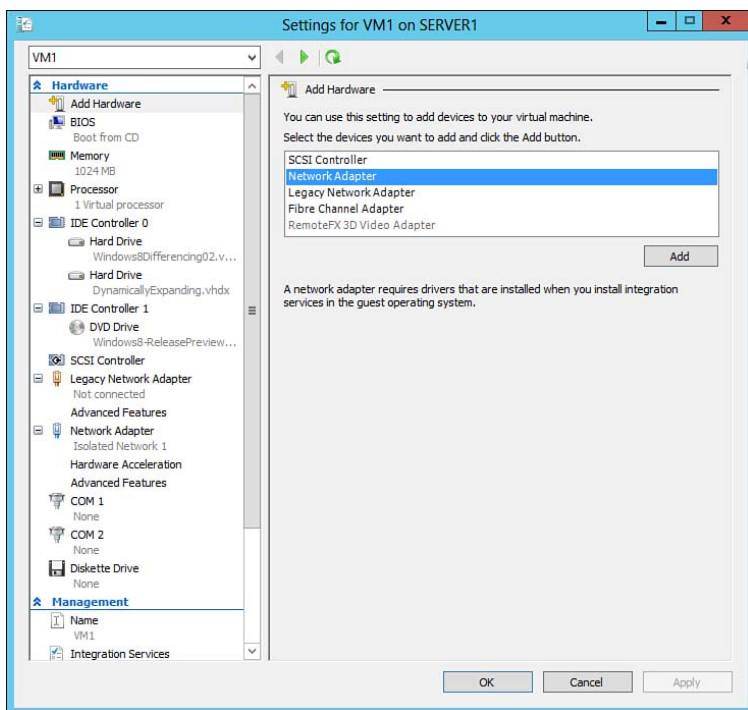 Settings for VM1 on SERVER1
VM1
Hardware
Add Hardware
BIOS
Boot from CD
Memory
1024 MB
Processor
1 Virtual processor
IDE Controller 0
Hard Drive
Windows8Differencing02.v...
Hard Drive
DynamicallyExpanding.vhdx
IDE Controller 1
DVD Drive
Windows8-ReleasePreview...
SCSI Controller
Legacy Network Adapter
Not connected
Advanced Features
Network Adapter
Isolated Network 1
Hardware Acceleration
Advanced Features
COM 1
None
COM 2
None
Diskette Drive
None
Management
Name
VM1
Integration Services
Add Hardware
You can use this setting to add devices to your virtual machine.
Select the devices you want to add and click the Add button.
SCSI Controller
Network Adapter
Legacy Network Adapter
Fibre Channel Adapter
RemoteFX 3D Video Adapter
Add
A network adapter requires drivers that are installed when you install integration
services in the guest operating system.
OK Cancel Apply